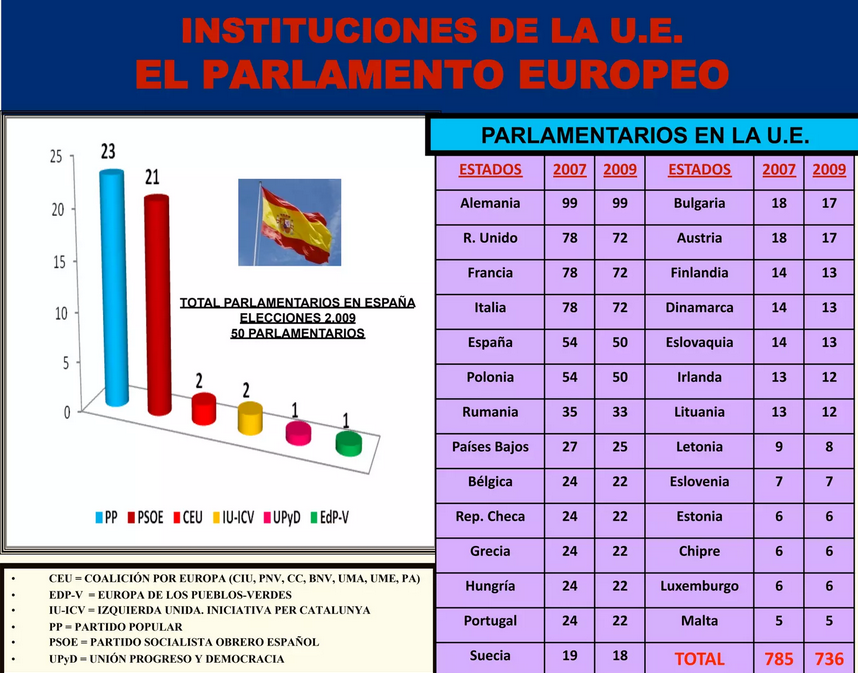 INSTITUCIONES DE LA U.E.
EL PARLAMENTO EUROPEO
25
20
15
10
5
0
23
21
2
2
1
1
TOTAL PARLAMENTARIOS EN ESPAÑA
ELECCIONES 2.009
50 PARLAMENTARIOS
PP PSOE CEU IU-ICV UPyD EdP-V
• CEU = COALICIÓN POR EUROPA (CIU, PNV, CC, BNV, UMA, UME, PA)
• EDP-V = EUROPA DE LOS PUEBLOS-VERDES
• IU-ICV = IZQUIERDA UNIDA. INICIATIVA PER CATALUNYA
• PP = PARTIDO POPULAR
• PSOE = PARTIDO SOCIALISTA OBRERO ESPAÑOL
• UPyD = UNIÓN PROGRESO Y DEMOCRACIA
PARLAMENTARIOS EN LA U.E.
ESTADOS 2007 2009 ESTADOS 2007 2009
Alemania 99 99 Bulgaria 18 17
R. Unido 78 72 Austria 18 17
Francia 78 72 Finlandia 14 13
Italia 78 72 Dinamarca 14 13
España 54 50 Eslovaquia 14 13
Polonia 54 50 Irlanda 13 12
Rumania 35 33 Lituania 13 12
Países Bajos 27 25 Letonia 9 8
Bélgica 24 22 Eslovenia 7 7
Rep. Checa 24 22 Estonia 6 6
Grecia 24 22 Chipre 6 6
Hungría 24 22 Luxemburgo 6 6
Portugal 24 22 Malta 5 5
Suecia 19 18 TOTAL 785 736